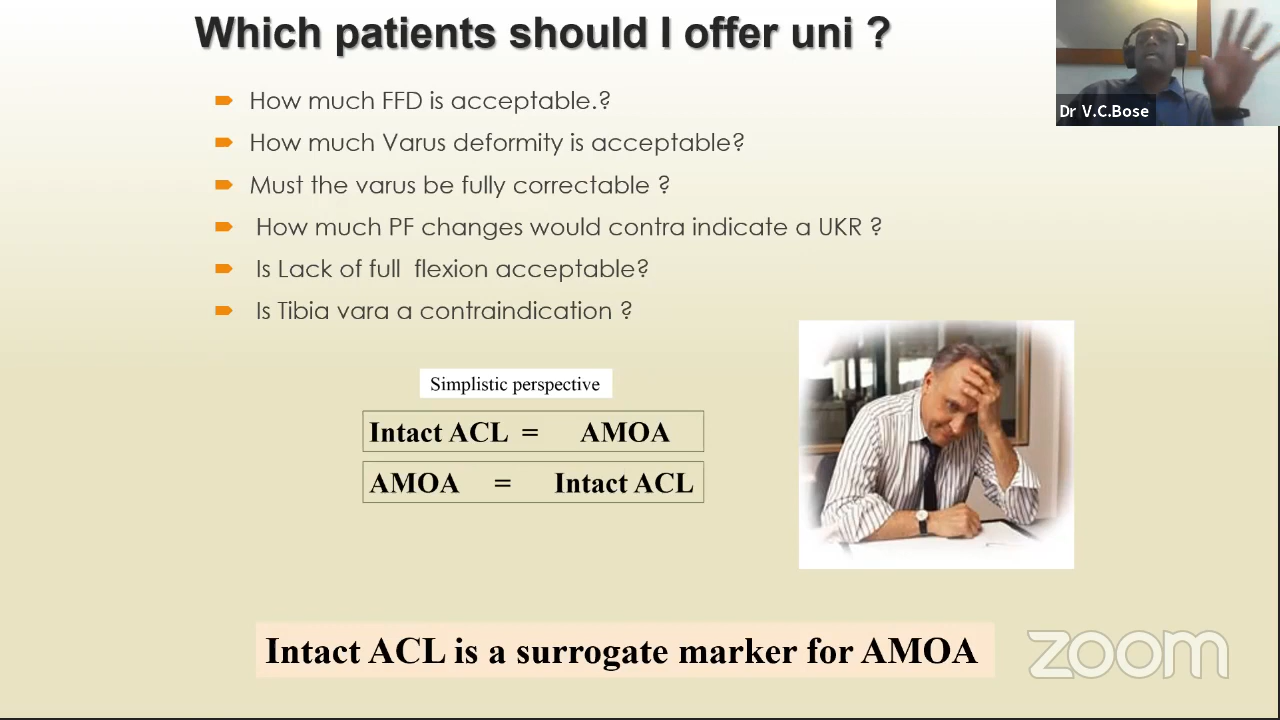 Which patients should I offer uni ?
How much FFD is acceptable.?
How much Varus deformity is acceptable?
Must the varus be fully correctable ?
How much PF changes would contra indicate a UKR ?
Is Lack of full flexion acceptable?
Is Tibia vara a contraindication ?
Dr V.C.Bose
Simplistic perspective
Intact ACL = AMOA
AMOA = Intact ACL
Intact ACL is a surrogate marker for AMOA
zoom